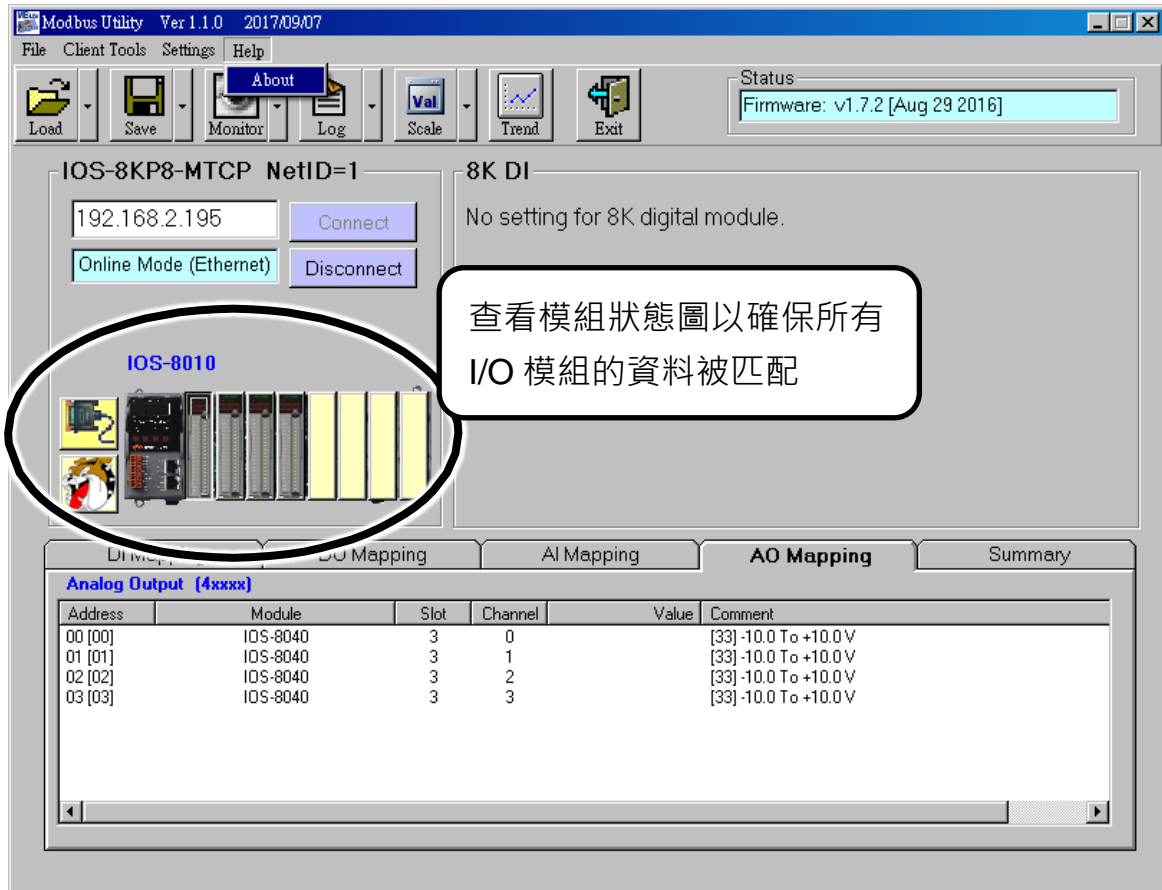 Modbus Utility Ver 1.1.0 2017/09/07
File Client Tools Settings Help
About
Load Save Monitor Log Val Scale Trend Exit
Status
Firmware: v1.7.2 [Aug 29 2016]
IOS-8KP8-MTCP NetID=1
192.168.2.195 Connect
Online Mode (Ethernet) Disconnect
IOS-8010
8K DI
No setting for 8K digital module.
查看模組狀態圖以確保所有
I/O 模組的資料被匹配
Mapping AI Mapping AO Mapping Summary
Analog Output (4xxxx)
Address Module Slot Channel Value Comment
00 [00] IOS-8040 3 0 [33] -10.0 To +10.0 V
01 [01] IOS-8040 3 1 [33] -10.0 To +10.0 V
02 [02] IOS-8040 3 2 [33] -10.0 To +10.0 V
03 [03] IOS-8040 3 3 [33] -10.0 To +10.0 V